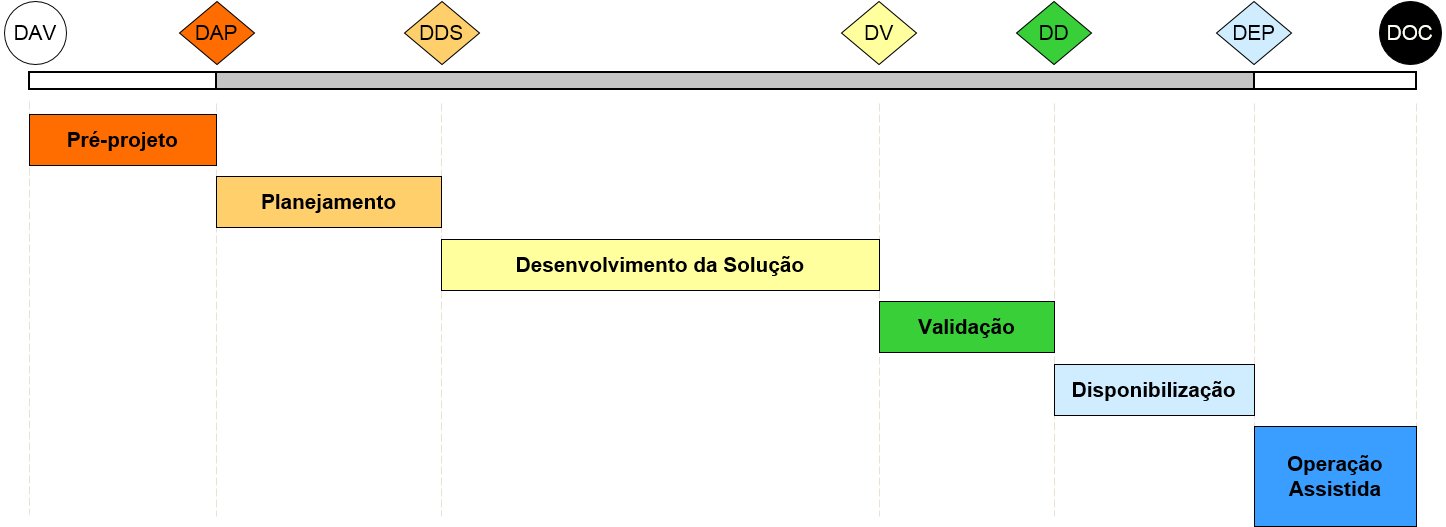 DAV
DAP
DDS
DV
DD
DEP
DOC
Pré-projeto
Planejamento
Desenvolvimento da Solução
Validação
Disponibilização
Operação
Assistida